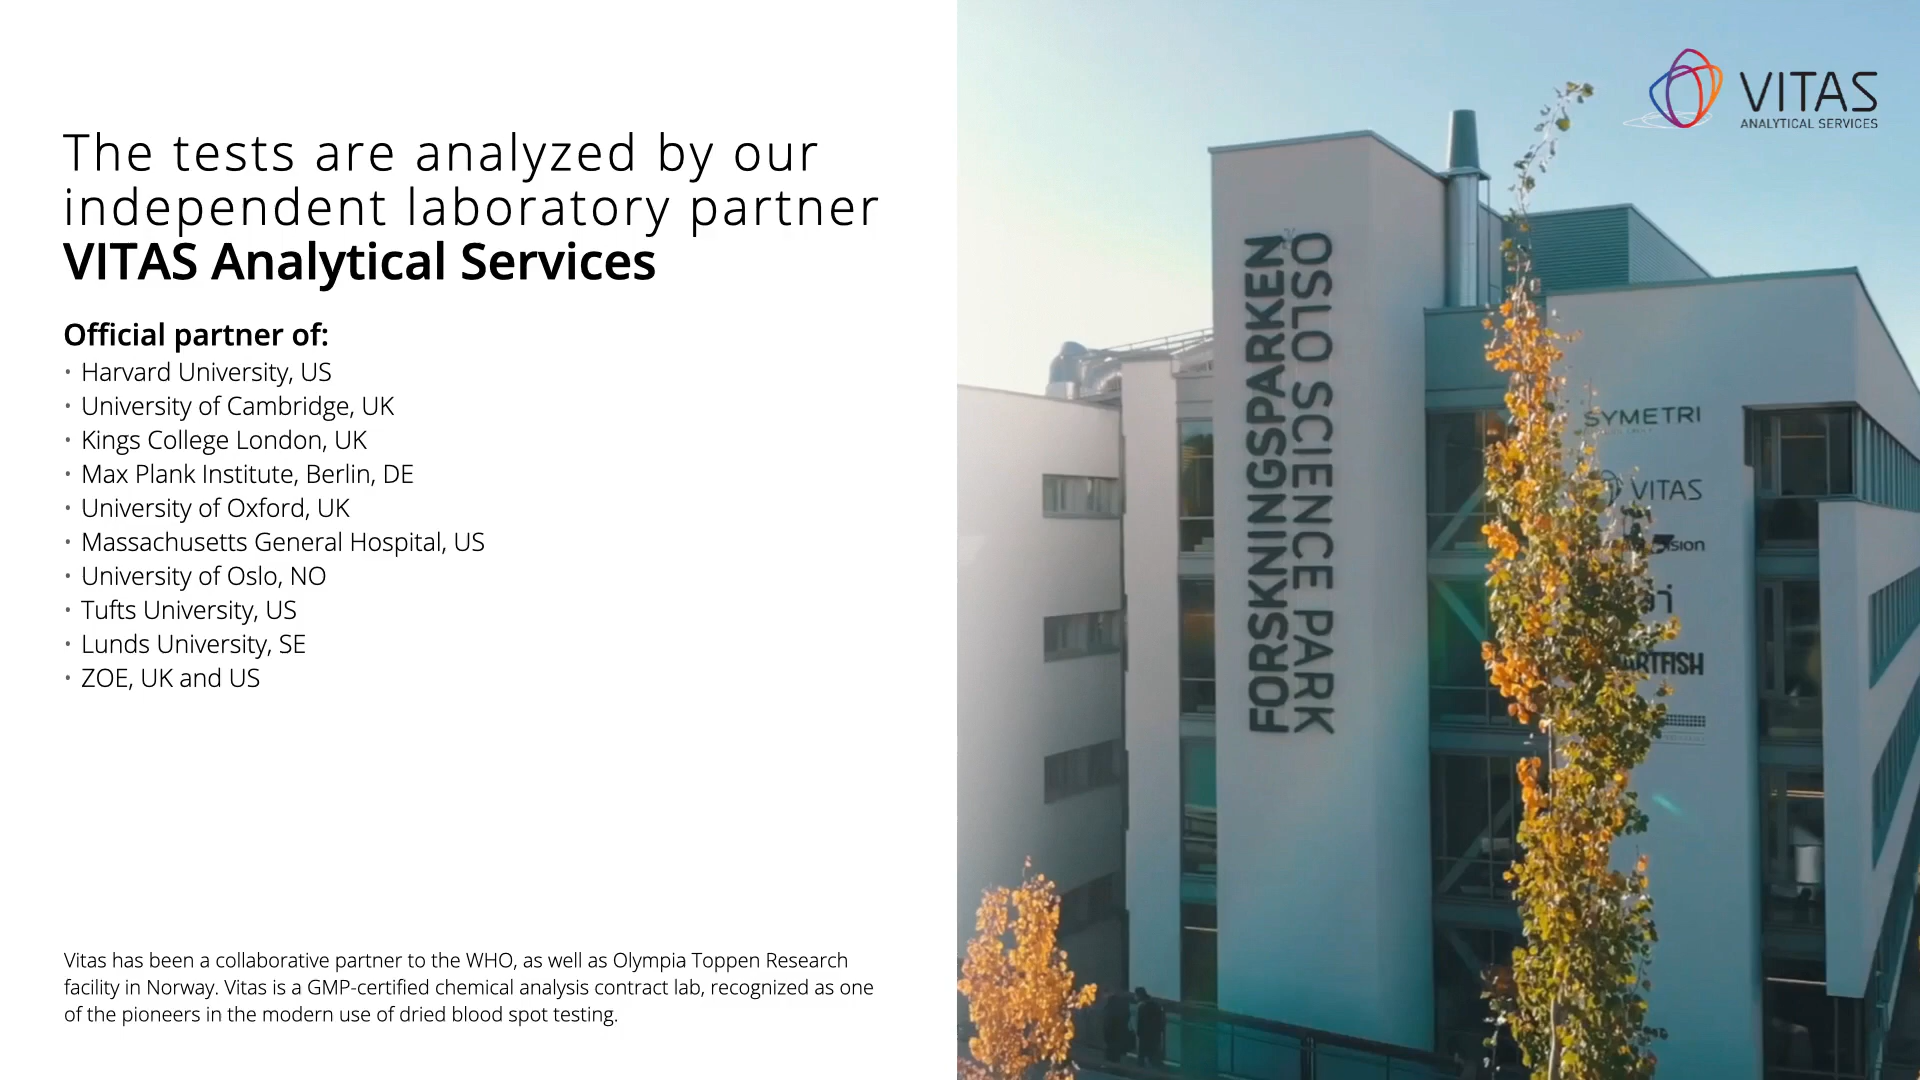 The tests are analyzed by our
independent laboratory partner
VITAS Analytical Services
Official partner of:
• Harvard University, US
• University of Cambridge, UK
• Kings College London, UK
• Max Plank Institute, Berlin, DE
• University of Oxford, UK
• Massachusetts General Hospital, US
• University of Oslo, NO
• Tufts University, US
• Lunds University, SE
• ZOE, UK and US
Vitas has been a collaborative partner to the WHO, as well as Olympia Toppen Research
facility in Norway. Vitas is a GMP-certified chemical analysis contract lab, recognized as one
of the pioneers in the modern use of dried blood spot testing.
VITAS
ANALYTICAL SERVICES
FORSKNINGSPARKEN
OSLO SCIENCE PARK
SYMETRI
VITAS